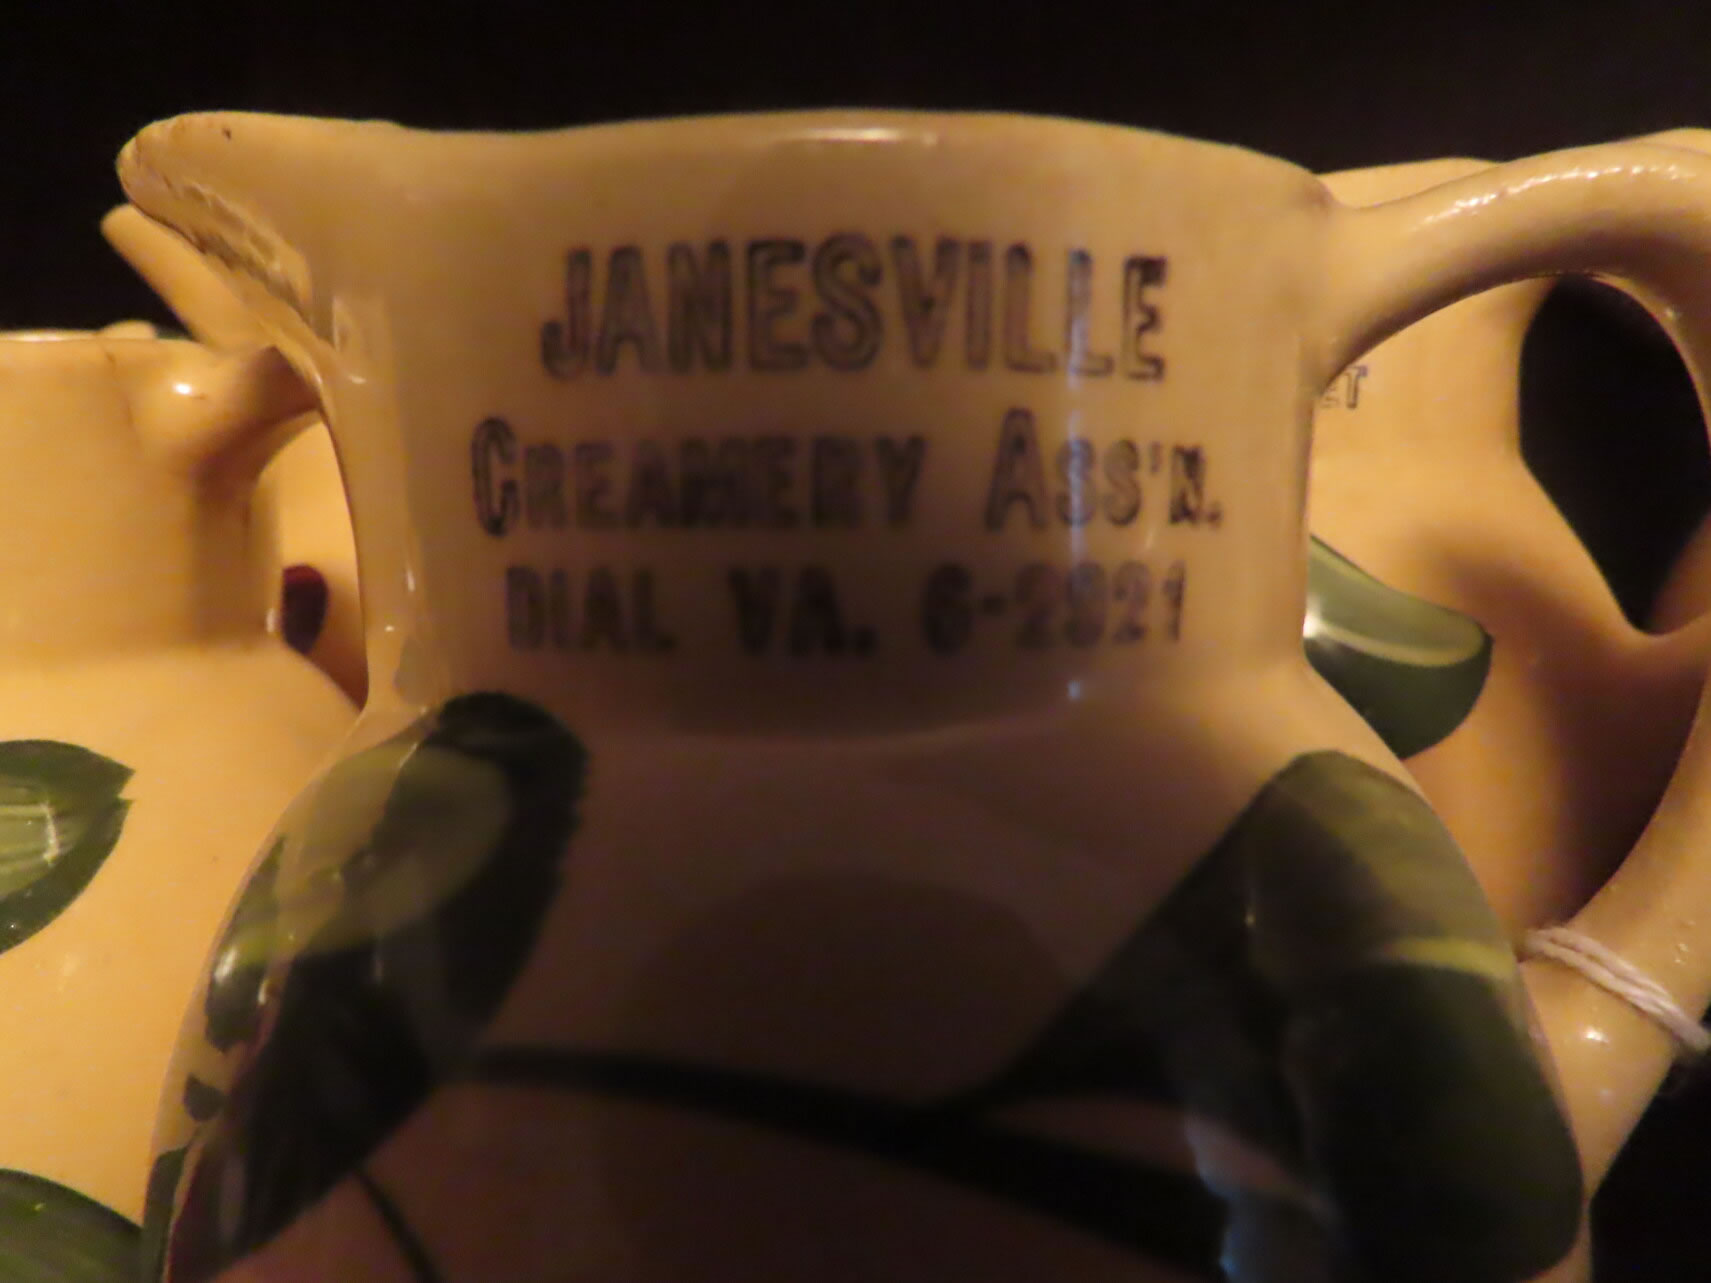 JANESVILLE
CREAMERY ASS'N.
DIAL VA. 6-2821